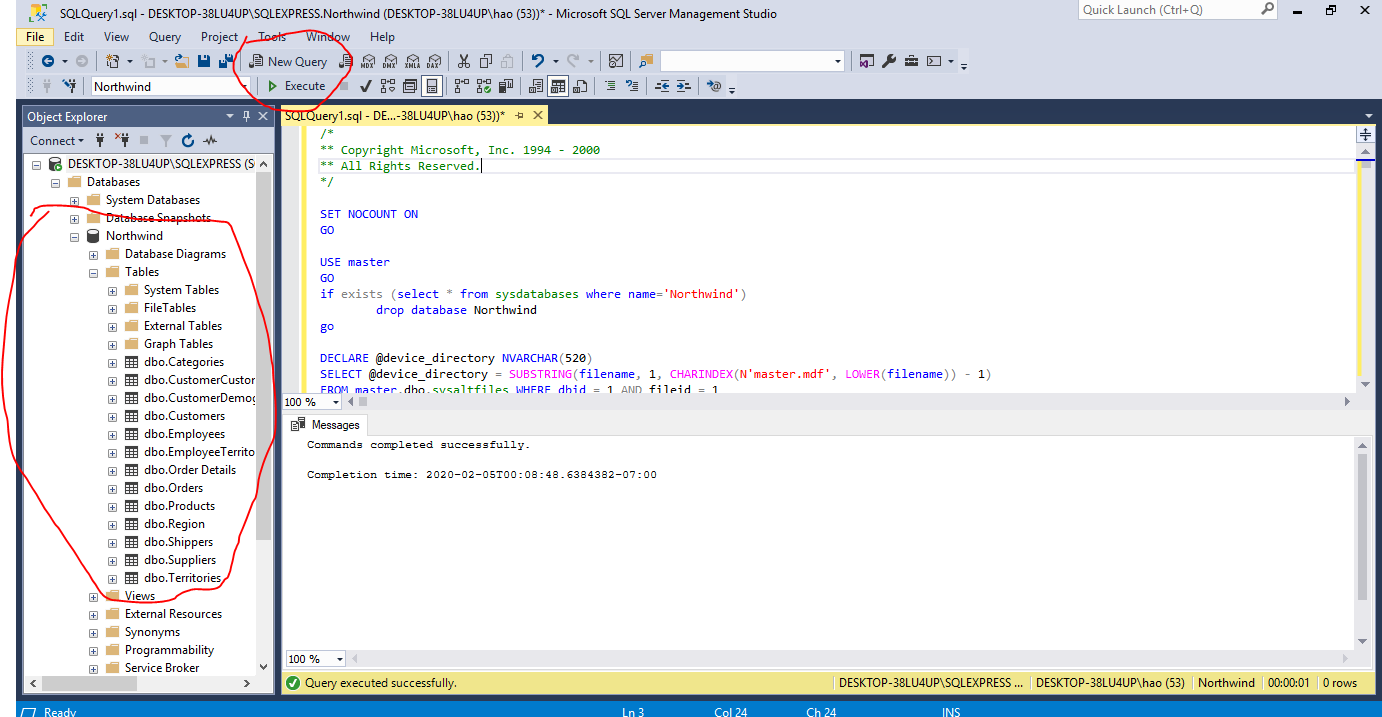 SQLQuery1.sql - DESKTOP-38LU4UP\SQLEXPRESS.Northwind (DESKTOP-38LU4UP\hao (53))* - Microsoft SQL Server Management Studio
Quick Launch (Ctrl+Q)
File Edit View Query Project Tools Window Help
New Query MDX DMX XMLA DAX
Northwind Execute
Object Explorer
SQLQuery1.sql - DE...-38LU4UP\hao (53))*
Connect
DESKTOP-38LU4UP\SQLEXPRESS (S
Databases
System Databases
Database Snapshots
Northwind
Database Diagrams
Tables
System Tables
FileTables
External Tables
Graph Tables
dbo.Categories
dbo.CustomerCustor
dbo.CustomerDemog
dbo.Customers
dbo.Employees
dbo.EmployeeTerrito
dbo.Order Details
dbo.Orders
dbo.Products
dbo.Region
dbo.Shippers
dbo.Suppliers
dbo.Territories
Views
External Resources
Synonyms
Programmability
Service Broker
/*
** Copyright Microsoft, Inc. 1994 - 2000
** All Rights Reserved.
*/
SET NOCOUNT ON
GO
USE master
GO
if exists (select * from sysdatabases where name='Northwind')
drop database Northwind
go
DECLARE @device_directory NVARCHAR(520)
SELECT @device_directory = SUBSTRING(filename, 1, CHARINDEX(N'master.mdf', LOWER(filename)) - 1)
FROM master.dbo.sysaltfiles WHERE dbid = 1 AND fileid = 1
100 %
Messages
Commands completed successfully.
Completion time: 2020-02-05T00:08:48.6384382-07:00
100 %
Query executed successfully. DESKTOP-38LU4UP\SQLEXPRESS ... DESKTOP-38LU4UP\hao (53) Northwind 00:00:01 0 rows
Ready Ln 3 Col 24 Ch 24 INS